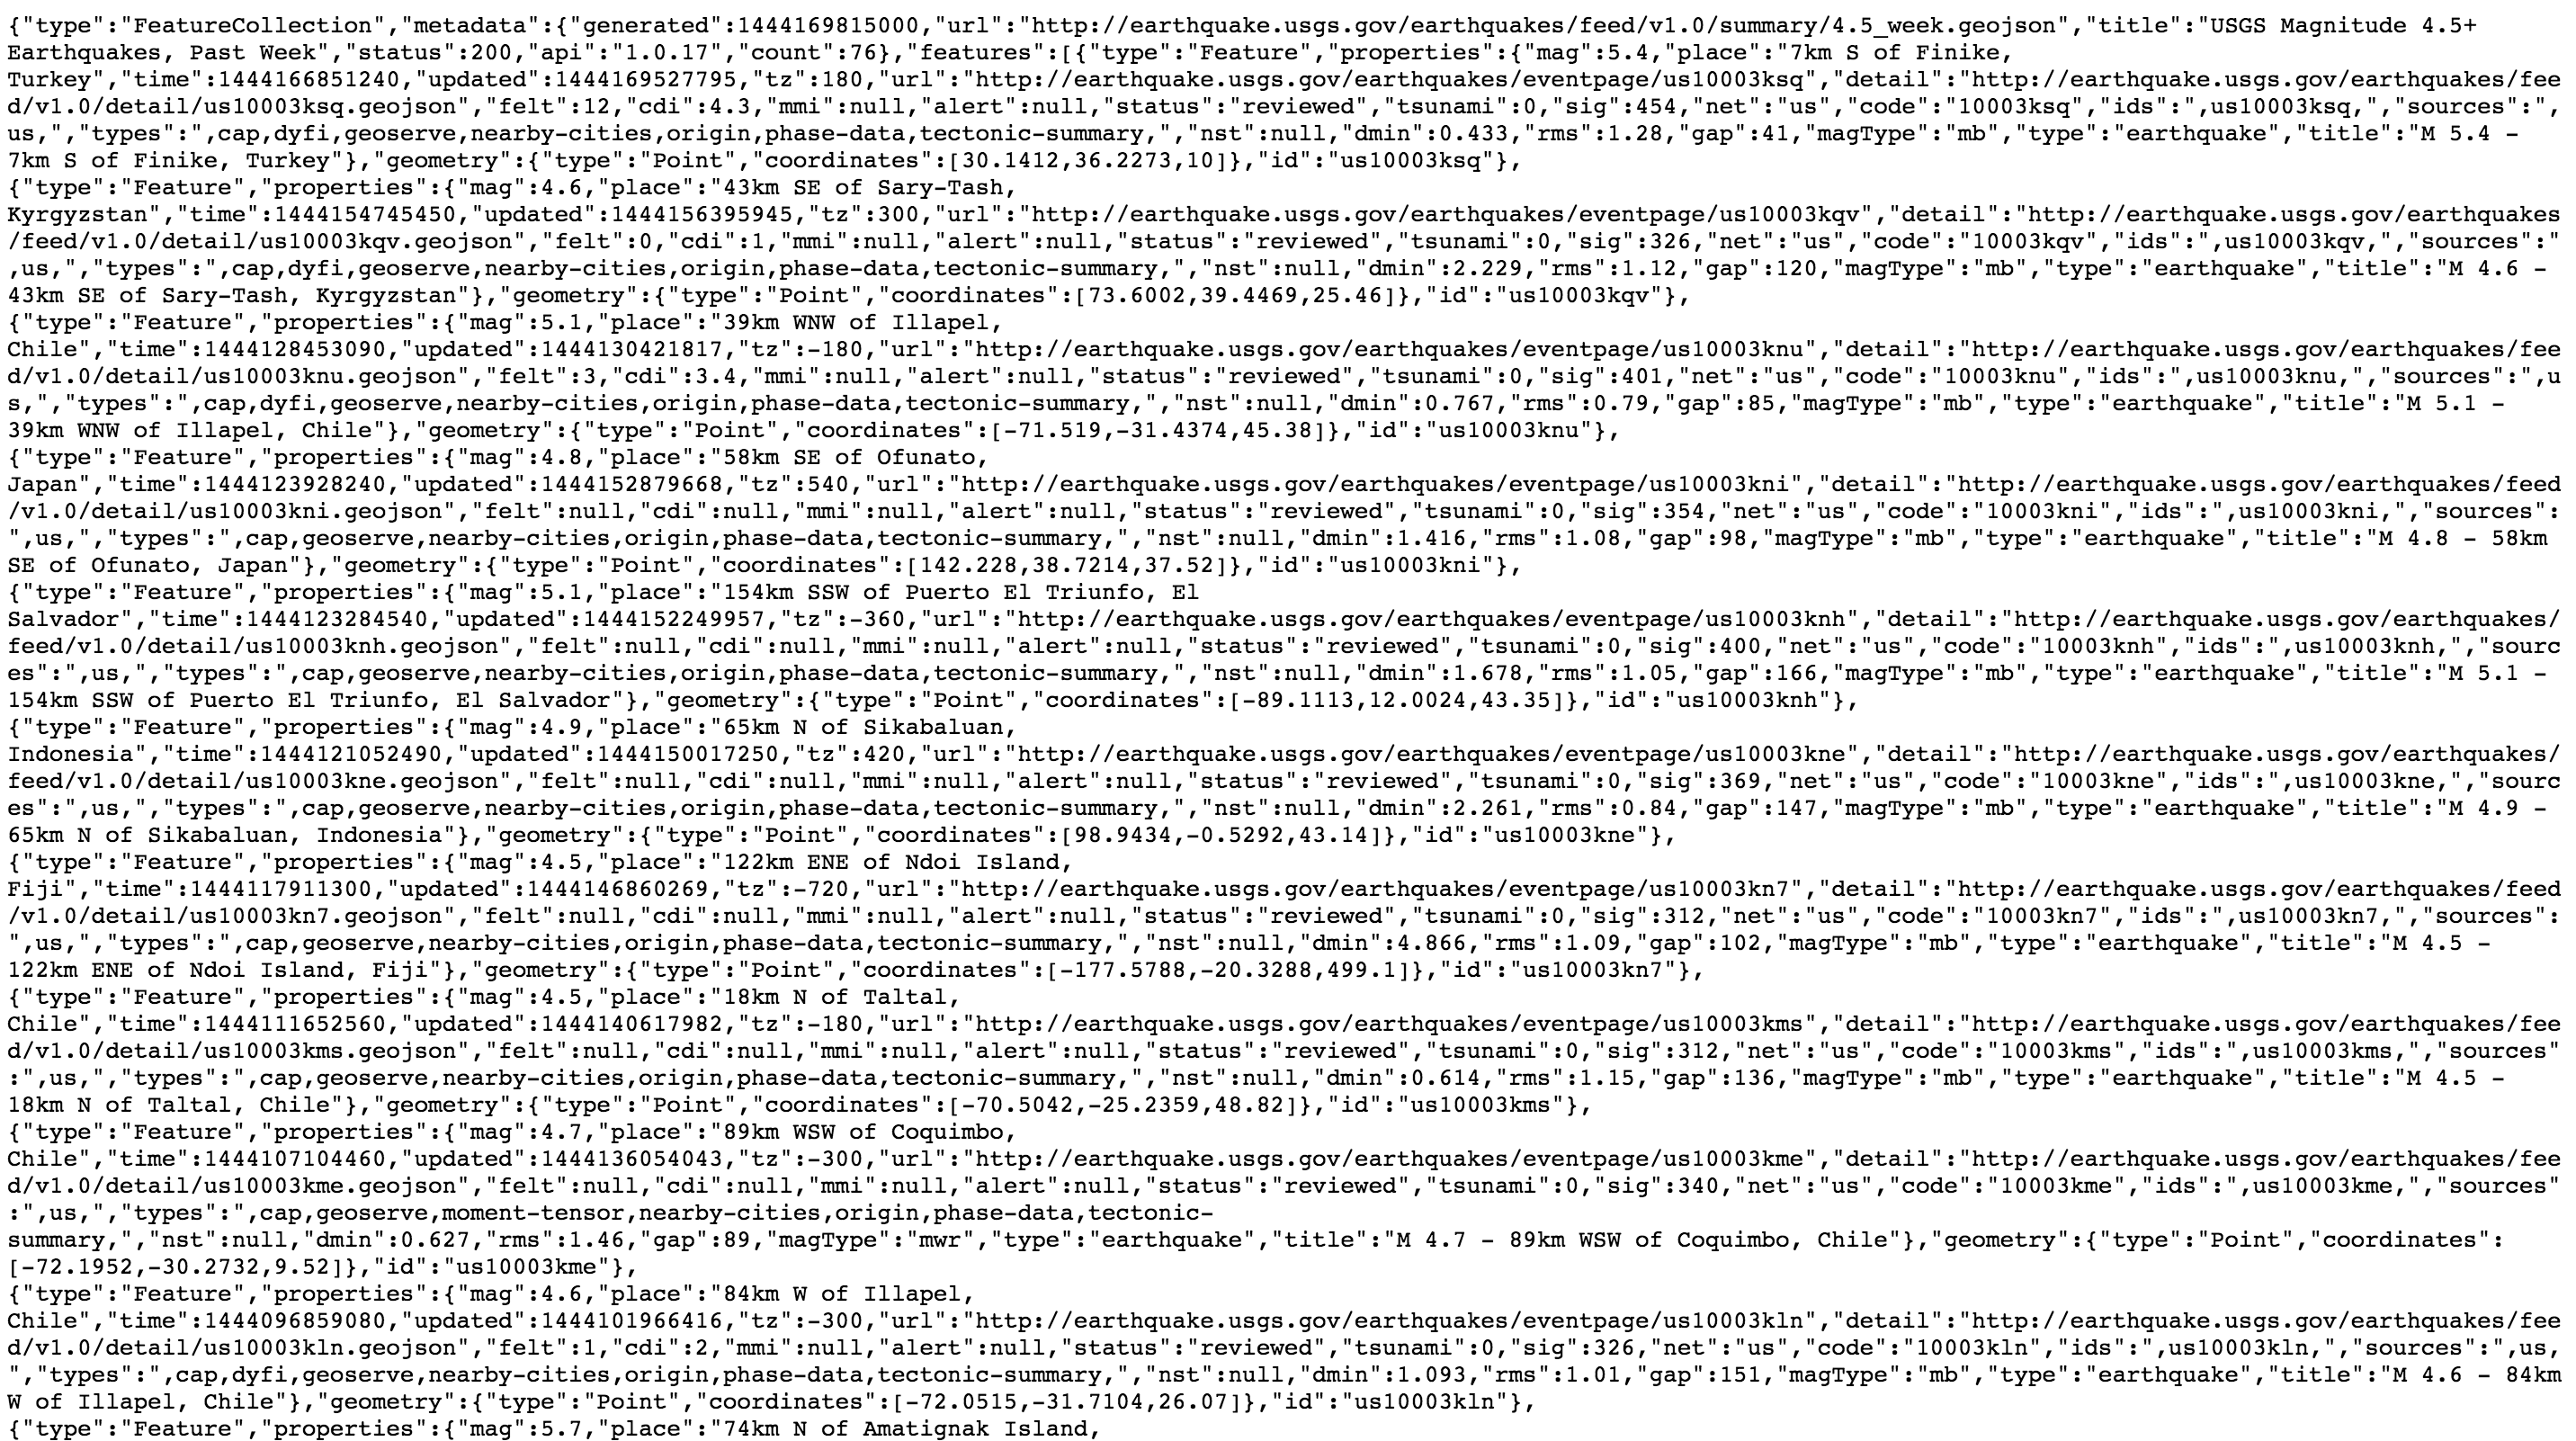 {"type":"FeatureCollection","metadata":{"generated":1444169815000,"url":"http://earthquake.usgs.gov/earthquakes/feed/v1.0/summary/4.5_week.geojson","title":"USGS Magnitude 4.5+
Earthquakes, Past Week","status":200,"api":"1.0.17","count":76},"features":[{"type":"Feature","properties":{"mag":5.4,"place":"7km S of Finike,
Turkey","time":1444166851240,"updated":1444169527795,"tz":180,"url":"http://earthquake.usgs.gov/earthquakes/eventpage/us10003ksq","detail":"http://earthquake.usgs.gov/earthquakes/fee
d/v1.0/detail/us10003ksq.geojson","felt":12,"cdi":4.3,"mmi":null,"alert":null,"status":"reviewed","tsunami":0,"sig":454,"net":"us","code":"10003ksq","ids":",us10003ksq,","sources":",
us,","types":",cap,dyfi,geoserve,nearby-cities,origin,phase-data,tectonic-summary,","nst":null,"dmin":0.433,"rms":1.28,"gap":41,"magType":"mb","type":"earthquake","title":"M 5.4 -
7km S of Finike, Turkey"},"geometry":{"type":"Point","coordinates":[30.1412,36.2273,10]},"id":"us10003ksq"},
{"type":"Feature","properties":{"mag":4.6,"place":"43km SE of Sary-Tash,
Kyrgyzstan","time":1444154745450,"updated":1444156395945,"tz":300,"url":"http://earthquake.usgs.gov/earthquakes/eventpage/us10003kqv","detail":"http://earthquake.usgs.gov/earthquakes
/feed/v1.0/detail/us10003kqv.geojson","felt":0,"cdi":1,"mmi":null,"alert":null,"status":"reviewed","tsunami":0,"sig":326,"net":"us","code":"10003kqv","ids":",us10003kqv,","sources":"
,us,","types":",cap,dyfi,geoserve,nearby-cities,origin,phase-data,tectonic-summary,","nst":null,"dmin":2.229,"rms":1.12,"gap":120,"magType":"mb","type":"earthquake","title":"M 4.6 -
43km SE of Sary-Tash, Kyrgyzstan"},"geometry":{"type":"Point","coordinates":[73.6002,39.4469,25.46]},"id":"us10003kqv"},
{"type":"Feature","properties":{"mag":5.1,"place":"39km WNW of Illapel,
Chile","time":1444128453090,"updated":1444130421817,"tz":-180,"url":"http://earthquake.usgs.gov/earthquakes/eventpage/us10003knu","detail":"http://earthquake.usgs.gov/earthquakes/fee
d/v1.0/detail/us10003knu.geojson","felt":3,"cdi":3.4,"mmi":null,"alert":null,"status":"reviewed","tsunami":0,"sig":401,"net":"us","code":"10003knu","ids":",us10003knu,","sources":",u
s,","types":",cap,dyfi,geoserve,nearby-cities,origin,phase-data,tectonic-summary,","nst":null,"dmin":0.767,"rms":0.79,"gap":85,"magType":"mb","type":"earthquake","title":"M 5.1 -
39km WNW of Illapel, Chile"},"geometry":{"type":"Point","coordinates":[-71.519,-31.4374,45.38]},"id":"us10003knu"},
{"type":"Feature","properties":{"mag":4.8,"place":"58km SE of Ofunato,
Japan","time":1444123928240,"updated":1444152879668,"tz":540,"url":"http://earthquake.usgs.gov/earthquakes/eventpage/us10003kni","detail":"http://earthquake.usgs.gov/earthquakes/feed
/v1.0/detail/us10003kni.geojson","felt":null,"cdi":null,"mmi":null,"alert":null,"status":"reviewed","tsunami":0,"sig":354,"net":"us","code":"10003kni","ids":",us10003kni,","sources":
",us,","types":",cap,geoserve,nearby-cities,origin,phase-data,tectonic-summary,","nst":null,"dmin":1.416,"rms":1.08,"gap":98,"magType":"mb","type":"earthquake","title":"M 4.8 - 58km
SE of Ofunato, Japan"},"geometry":{"type":"Point","coordinates":[142.228,38.7214,37.52]},"id":"us10003kni"},
{"type":"Feature","properties":{"mag":5.1,"place":"154km SSW of Puerto El Triunfo, El
Salvador","time":1444123284540,"updated":1444152249957,"tz":-360,"url":"http://earthquake.usgs.gov/earthquakes/eventpage/us10003knh","detail":"http://earthquake.usgs.gov/earthquakes/
feed/v1.0/detail/us10003knh.geojson","felt":null,"cdi":null,"mmi":null,"alert":null,"status":"reviewed","tsunami":0,"sig":400,"net":"us","code":"10003knh","ids":",us10003knh,","sourc
es":",us,","types":",cap,geoserve,nearby-cities,origin,phase-data,tectonic-summary,","nst":null,"dmin":1.678,"rms":1.05,"gap":166,"magType":"mb","type":"earthquake","title":"M 5.1 -
154km SSW of Puerto El Triunfo, El Salvador"},"geometry":{"type":"Point","coordinates":[-89.1113,12.0024,43.35]},"id":"us10003knh"},
{"type":"Feature","properties":{"mag":4.9,"place":"65km N of Sikabaluan,
Indonesia","time":1444121052490,"updated":1444150017250,"tz":420,"url":"http://earthquake.usgs.gov/earthquakes/eventpage/us10003kne","detail":"http://earthquake.usgs.gov/earthquakes/
feed/v1.0/detail/us10003kne.geojson","felt":null,"cdi":null,"mmi":null,"alert":null,"status":"reviewed","tsunami":0,"sig":369,"net":"us","code":"10003kne","ids":",us10003kne,","sourc
es":",us,","types":",cap,geoserve,nearby-cities,origin,phase-data,tectonic-summary,","nst":null,"dmin":2.261,"rms":0.84,"gap":147,"magType":"mb","type":"earthquake","title":"M 4.9 -
65km N of Sikabaluan, Indonesia"},"geometry":{"type":"Point","coordinates":[98.9434,-0.5292,43.14]},"id":"us10003kne"},
{"type":"Feature","properties":{"mag":4.5,"place":"122km ENE of Ndoi Island,
Fiji","time":1444117911300,"updated":1444146860269,"tz":-720,"url":"http://earthquake.usgs.gov/earthquakes/eventpage/us10003kn7","detail":"http://earthquake.usgs.gov/earthquakes/feed
/v1.0/detail/us10003kn7.geojson","felt":null,"cdi":null,"mmi":null,"alert":null,"status":"reviewed","tsunami":0,"sig":312,"net":"us","code":"10003kn7","ids":",us10003kn7,","sources":
",us,","types":",cap,geoserve,nearby-cities,origin,phase-data,tectonic-summary,","nst":null,"dmin":4.866,"rms":1.09,"gap":102,"magType":"mb","type":"earthquake","title":"M 4.5 -
122km ENE of Ndoi Island, Fiji"},"geometry":{"type":"Point","coordinates":[-177.5788,-20.3288,499.1]},"id":"us10003kn7"},
{"type":"Feature","properties":{"mag":4.5,"place":"18km N of Taltal,
Chile","time":1444111652560,"updated":1444140617982,"tz":-180,"url":"http://earthquake.usgs.gov/earthquakes/eventpage/us10003kms","detail":"http://earthquake.usgs.gov/earthquakes/fee
d/v1.0/detail/us10003kms.geojson","felt":null,"cdi":null,"mmi":null,"alert":null,"status":"reviewed","tsunami":0,"sig":312,"net":"us","code":"10003kms","ids":",us10003kms,","sources"
:",us,","types":",cap,geoserve,nearby-cities,origin,phase-data,tectonic-summary,","nst":null,"dmin":0.614,"rms":1.15,"gap":136,"magType":"mb","type":"earthquake","title":"M 4.5 -
18km N of Taltal, Chile"},"geometry":{"type":"Point","coordinates":[-70.5042,-25.2359,48.82]},"id":"us10003kms"},
{"type":"Feature","properties":{"mag":4.7,"place":"89km WSW of Coquimbo,
Chile","time":1444107104460,"updated":1444136054043,"tz":-300,"url":"http://earthquake.usgs.gov/earthquakes/eventpage/us10003kme","detail":"http://earthquake.usgs.gov/earthquakes/fee
d/v1.0/detail/us10003kme.geojson","felt":null,"cdi":null,"mmi":null,"alert":null,"status":"reviewed","tsunami":0,"sig":340,"net":"us","code":"10003kme","ids":",us10003kme,","sources"
:",us,","types":",cap,geoserve,moment-tensor,nearby-cities,origin,phase-data,tectonic-
summary,","nst":null,"dmin":0.627,"rms":1.46,"gap":89,"magType":"mwr","type":"earthquake","title":"M 4.7 - 89km WSW of Coquimbo, Chile"},"geometry":{"type":"Point","coordinates":
[-72.1952,-30.2732,9.52]},"id":"us10003kme"},
{"type":"Feature","properties":{"mag":4.6,"place":"84km W of Illapel,
Chile","time":1444096859080,"updated":1444101966416,"tz":-300,"url":"http://earthquake.usgs.gov/earthquakes/eventpage/us10003kln","detail":"http://earthquake.usgs.gov/earthquakes/fee
d/v1.0/detail/us10003kln.geojson","felt":1,"cdi":2,"mmi":null,"alert":null,"status":"reviewed","tsunami":0,"sig":326,"net":"us","code":"10003kln","ids":",us10003kln,","sources":",us,
","types":",cap,dyfi,geoserve,nearby-cities,origin,phase-data,tectonic-summary,","nst":null,"dmin":1.093,"rms":1.01,"gap":151,"magType":"mb","type":"earthquake","title":"M 4.6 - 84km
W of Illapel, Chile"},"geometry":{"type":"Point","coordinates":[-72.0515,-31.7104,26.07]},"id":"us10003kln"},
{"type":"Feature","properties":{"mag":5.7,"place":"74km N of Amatignak Island,